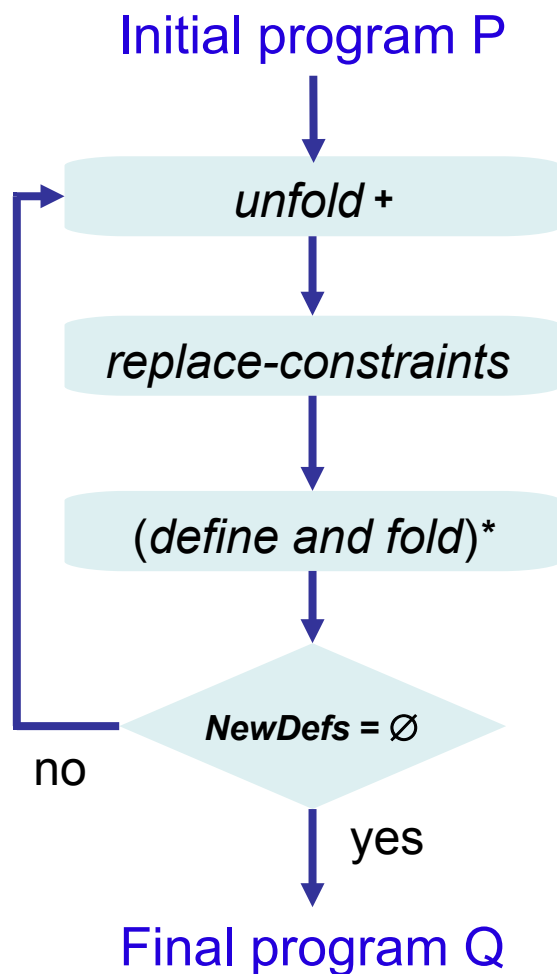 Initial program P
unfold +
replace-constraints
(define and fold)*
NewDefs = ∅
no
yes
Final program Q